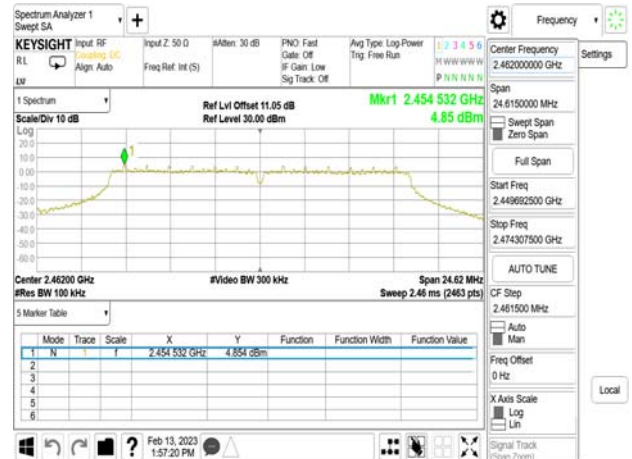 Spectrum Analyzer 1
Swept SA
Frequency
KEYSIGHT
Input: RF
Coupling: DC
Align: Auto
Input Z: 50 Ω
Freq Ref: Int (S)
#Atten: 30 dB
PNO: Fast
Gate: Off
IF Gain: Low
Sig Track: Off
Avg Type: Log-Power
Trig: Free Run
1 2 3 4 5 6
M W W W W W
P N N N N N
RL
Center Frequency
2.462000000 GHz
Settings
Span
24.6150000 MHz
Swept Span
Zero Span
Full Span
Start Freq
2.449692500 GHz
Stop Freq
2.474307500 GHz
AUTO TUNE
CF Step
2.461500 MHz
Auto
Man
Freq Offset
0 Hz
X Axis Scale
Log
Lin
Signal Track
(Span Zoom)
Local
1 Spectrum
Scale/Div 10 dB
Log
Ref Lvl Offset 11.05 dB
Ref Level 30.00 dBm
Mkr1 2.454 532 GHz
4.85 dBm
20.0
10.0
0.00
-10.0
-20.0
-30.0
-40.0
-50.0
-60.0
1
Center 2.46200 GHz
#Res BW 100 kHz
#Video BW 300 kHz
Span 24.62 MHz
Sweep 2.46 ms (2463 pts)
5 Marker Table
Mode Trace Scale X Y Function Function Width Function Value
1 N 1 f 2.454 532 GHz 4.854 dBm
2
3
4
5
6
Feb 13, 2023
1:57:20 PM